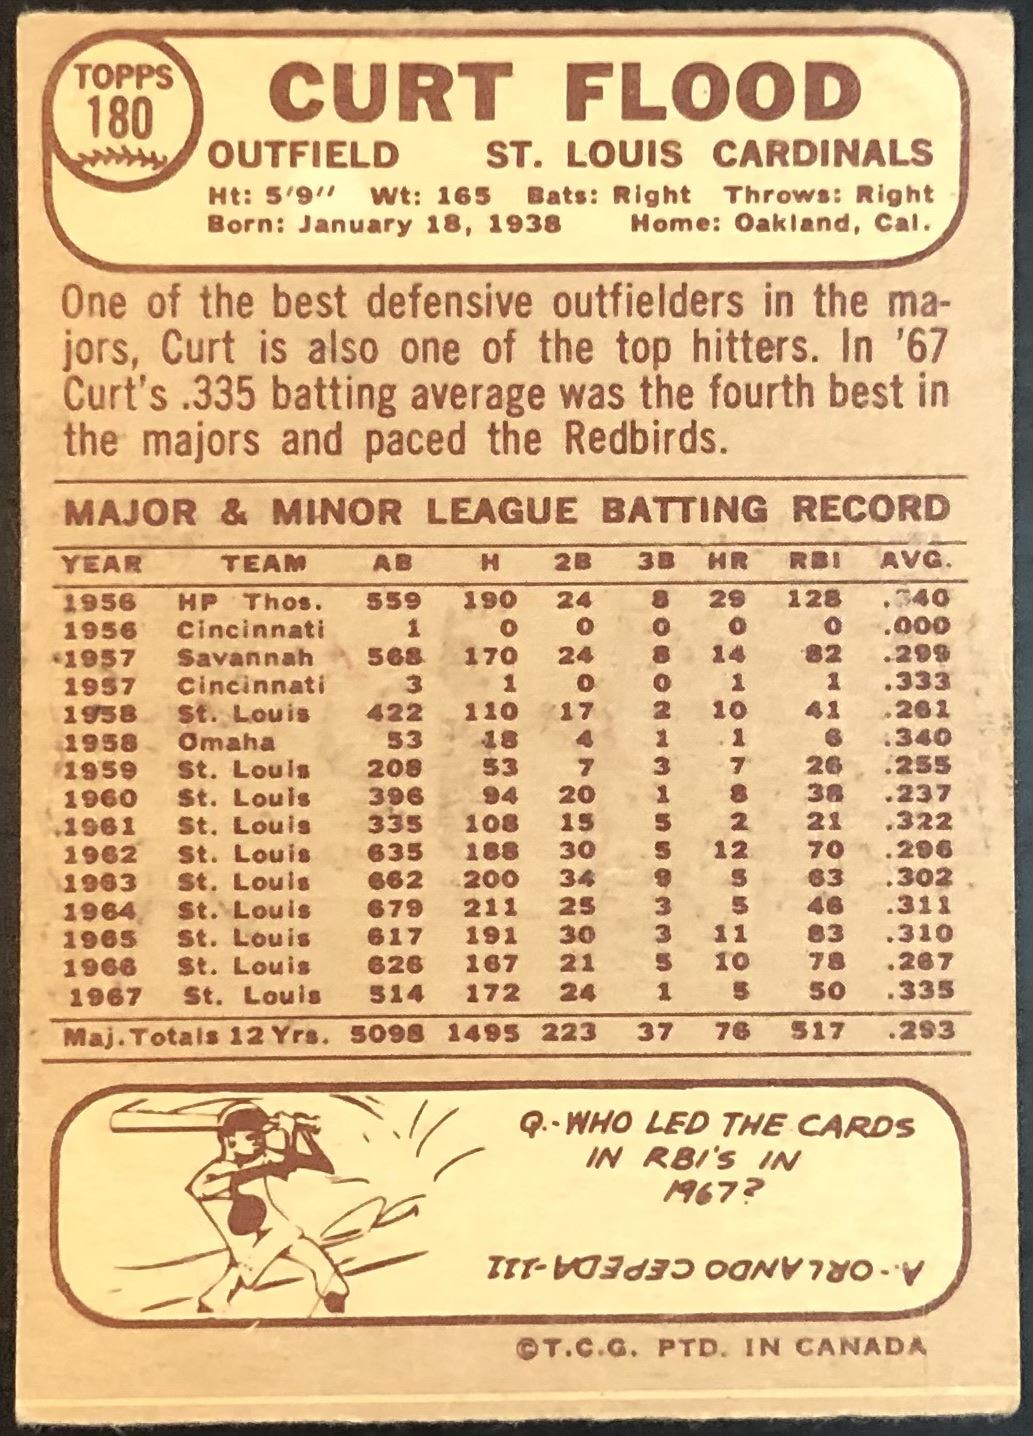 TOPPS
180
CURT FLOOD
OUTFIELD ST. LOUIS CARDINALS
Ht: 5'9" Wt: 165 Bats: Right Throws: Right
Born: January 18, 1938 Home: Oakland, Cal.
One of the best defensive outfielders in the ma-
jors, Curt is also one of the top hitters. In '67
Curt's .335 batting average was the fourth best in
the majors and paced the Redbirds.
MAJOR & MINOR LEAGUE BATTING RECORD
YEAR TEAM AB H 2B 3B HR RBI AVG.
1956 HP Thos. 559 190 24 8 29 128 .340
1956 Cincinnati 1 0 0 0 0 0 .000
1957 Savannah 568 170 24 8 14 82 .299
1957 Cincinnati 3 1 0 0 1 1 .333
1958 St. Louis 422 110 17 2 10 41 .261
1958 Omaha 53 18 4 1 1 6 .340
1959 St. Louis 208 53 7 3 7 26 .255
1960 St. Louis 396 94 20 1 8 38 .237
1961 St. Louis 335 108 15 5 2 21 .322
1962 St. Louis 635 188 30 5 12 70 .296
1963 St. Louis 662 200 34 9 5 63 .302
1964 St. Louis 679 211 25 3 5 46 .311
1965 St. Louis 617 191 30 3 11 83 .310
1966 St. Louis 626 167 21 5 10 78 .267
1967 St. Louis 514 172 24 1 5 50 .335
Maj. Totals 12 Yrs. 5098 1495 223 37 76 517 .293
Q.-WHO LED THE CARDS
IN RBI'S IN
1967?
A-ORLANDO CEPEDA-111
©T.C.G. PTD. IN CANADA